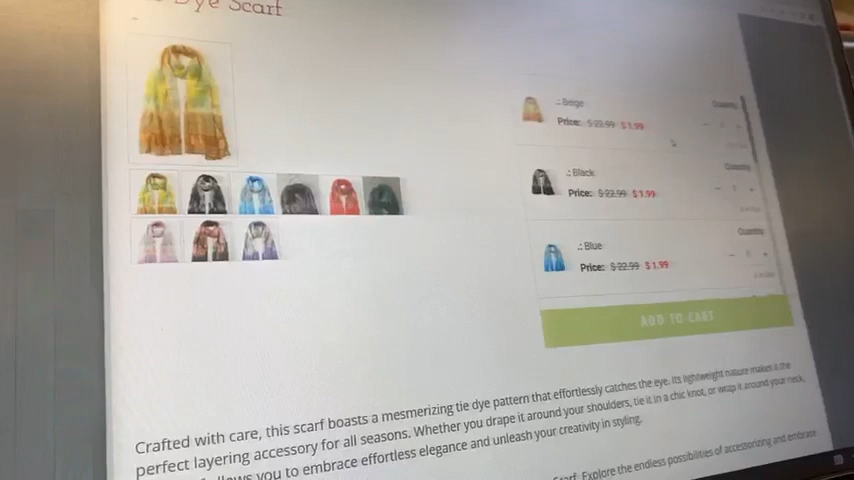 Dye Scarf
.: Beige
Quantity
Price: $22.99 $1.99
.: Black
Quantity
Price: $22.99 $1.99
.: Blue
Quantity
Price: $22.99 $1.99
ADD TO CART
Crafted with care, this scarf boasts a mesmerizing tie dye pattern that effortlessly catches the eye. Its lightweight nature makes it the
perfect layering accessory for all seasons. Whether you drape it around your shoulders, tie it in a chic knot, or wrap it around your neck,
you to embrace effortless elegance and unleash your creativity in styling.
Scarf. Explore the endless possibilities of accessorizing and embrace